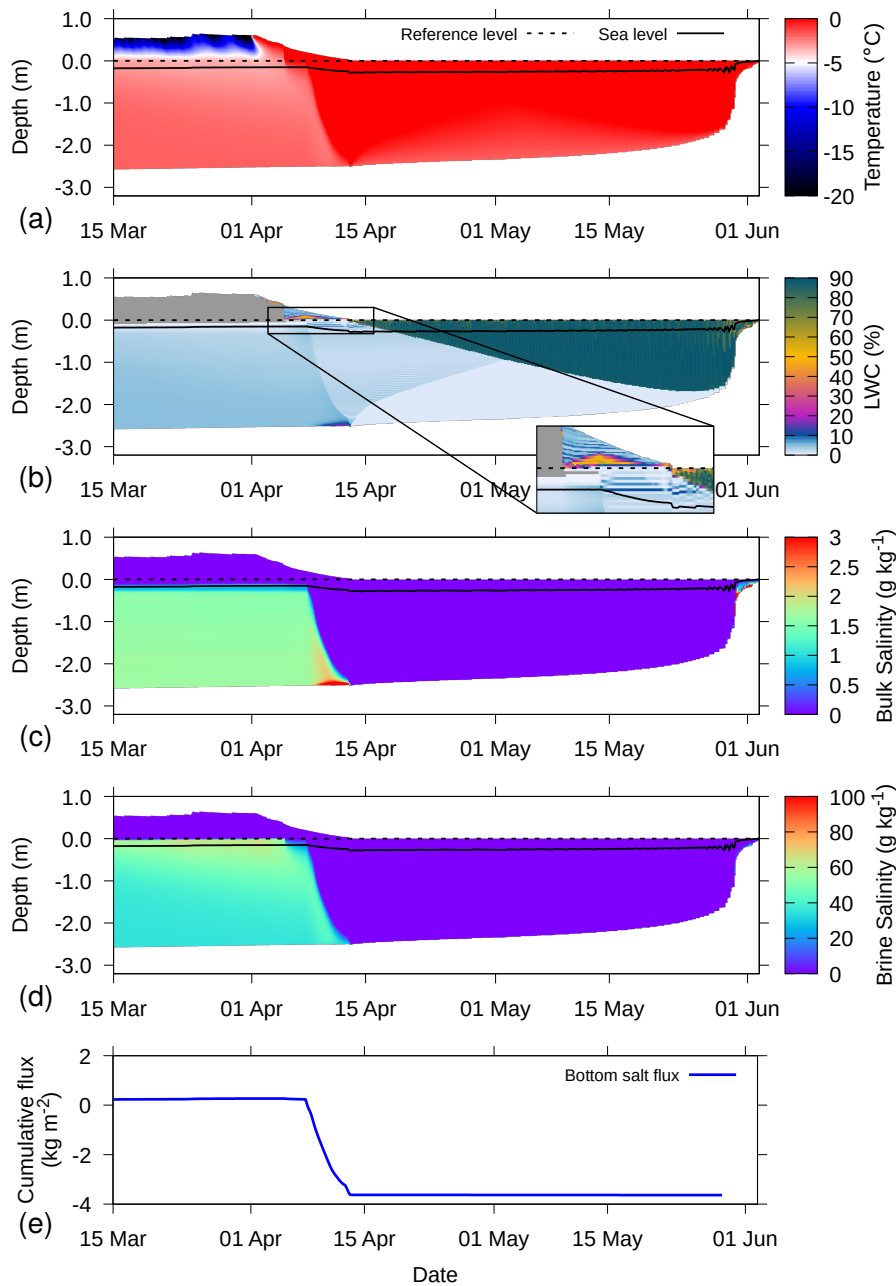 1.0
Reference level
Sea level
0
0.0
-5
-1.0
-10
-2.0
-15
-3.0
-20
Depth (m)
Temperature (°C)
(a)
15 Mar 01 Apr 15 Apr 01 May 15 May 01 Jun
1.0
0.0
-1.0
-2.0
-3.0
Depth (m)
90
80
70
60
50
40
30
20
10
0
LWC (%)
(b)
15 Mar 01 Apr 15 Apr 01 May 15 May 01 Jun
1.0
0.0
-1.0
-2.0
-3.0
Depth (m)
3
2.5
2
1.5
1
0.5
0
Bulk Salinity (g kg⁻¹)
(c)
15 Mar 01 Apr 15 Apr 01 May 15 May 01 Jun
1.0
0.0
-1.0
-2.0
-3.0
Depth (m)
100
80
60
40
20
0
Brine Salinity (g kg⁻¹)
(d)
15 Mar 01 Apr 15 Apr 01 May 15 May 01 Jun
2
0
-2
-4
Cumulative flux
(kg m⁻²)
Bottom salt flux
(e)
15 Mar 01 Apr 15 Apr 01 May 15 May 01 Jun
Date